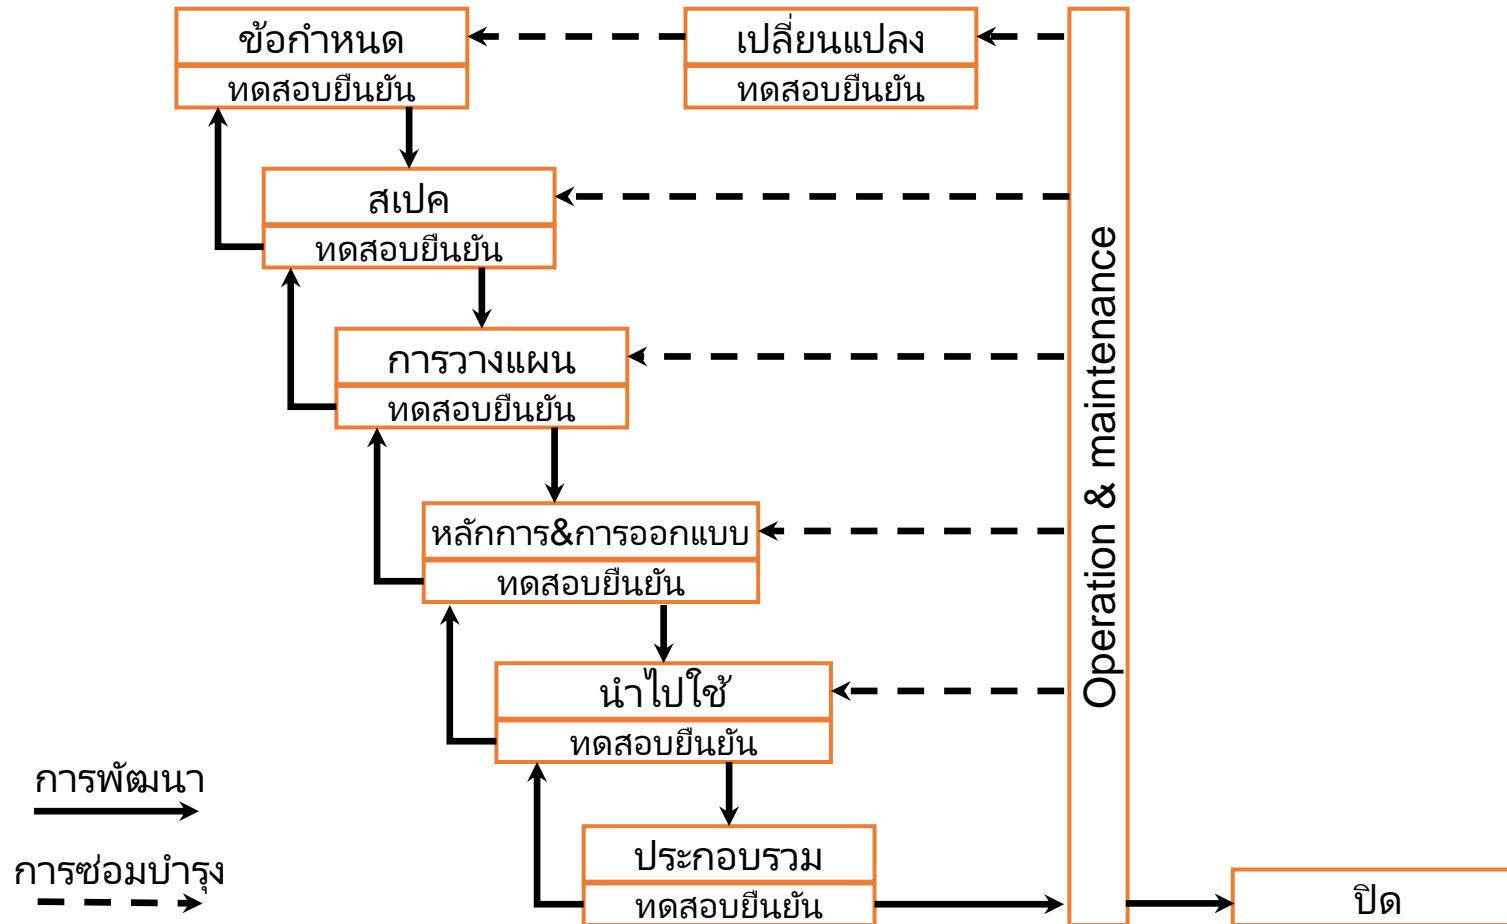 ข้อกำหนด
ทดสอบยืนยัน
เปลี่ยนแปลง
ทดสอบยืนยัน
สเปค
ทดสอบยืนยัน
การวางแผน
ทดสอบยืนยัน
หลักการ&การออกแบบ
ทดสอบยืนยัน
นำไปใช้
ทดสอบยืนยัน
ประกอบรวม
ทดสอบยืนยัน
Operation & maintenance
ปิด
การพัฒนา
การซ่อมบำรุง